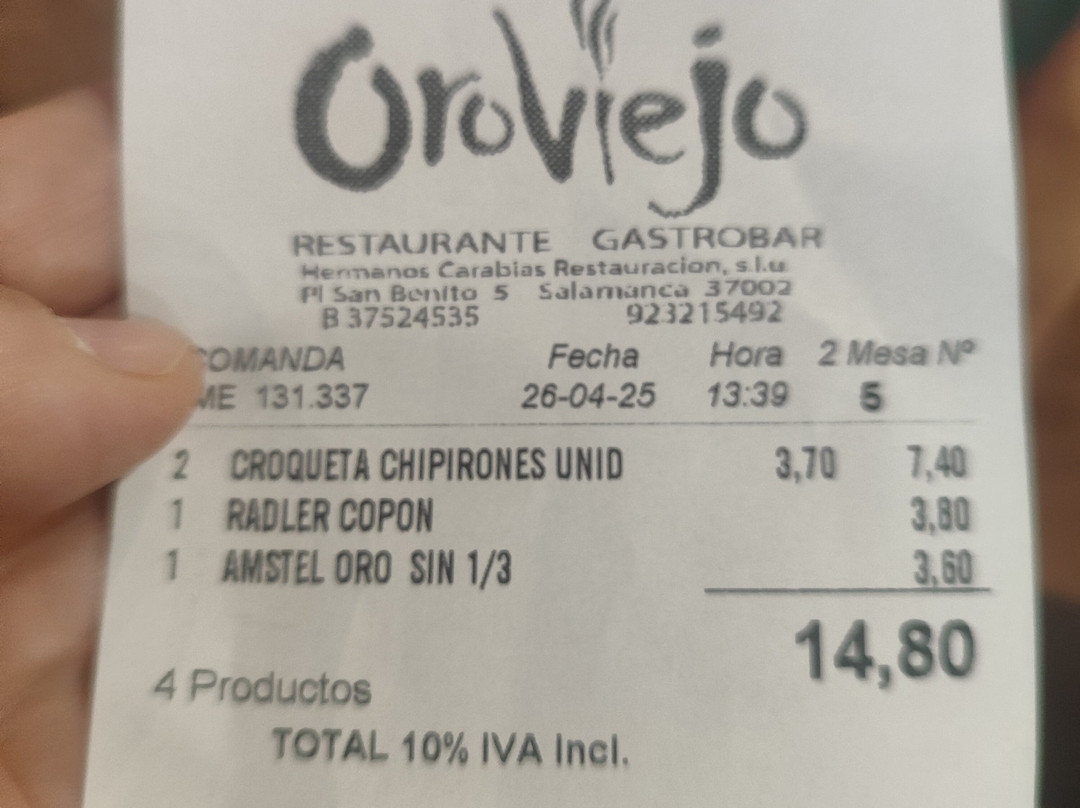 OroViejo
RESTAURANTE GASTROBAR
Hermanos Carabias Restauracion, s.l.u.
Pl San Benito 5 Salamanca 37002
B 37524535 923215492
COMANDA Fecha Hora 2 Mesa Nº
ME 131.337 26-04-25 13:39 5
2 CROQUETA CHIPIRONES UNID 3,70 7,40
1 RADLER COPON 3,80
1 AMSTEL ORO SIN 1/3 3,60
14,80
4 Productos
TOTAL 10% IVA Incl.